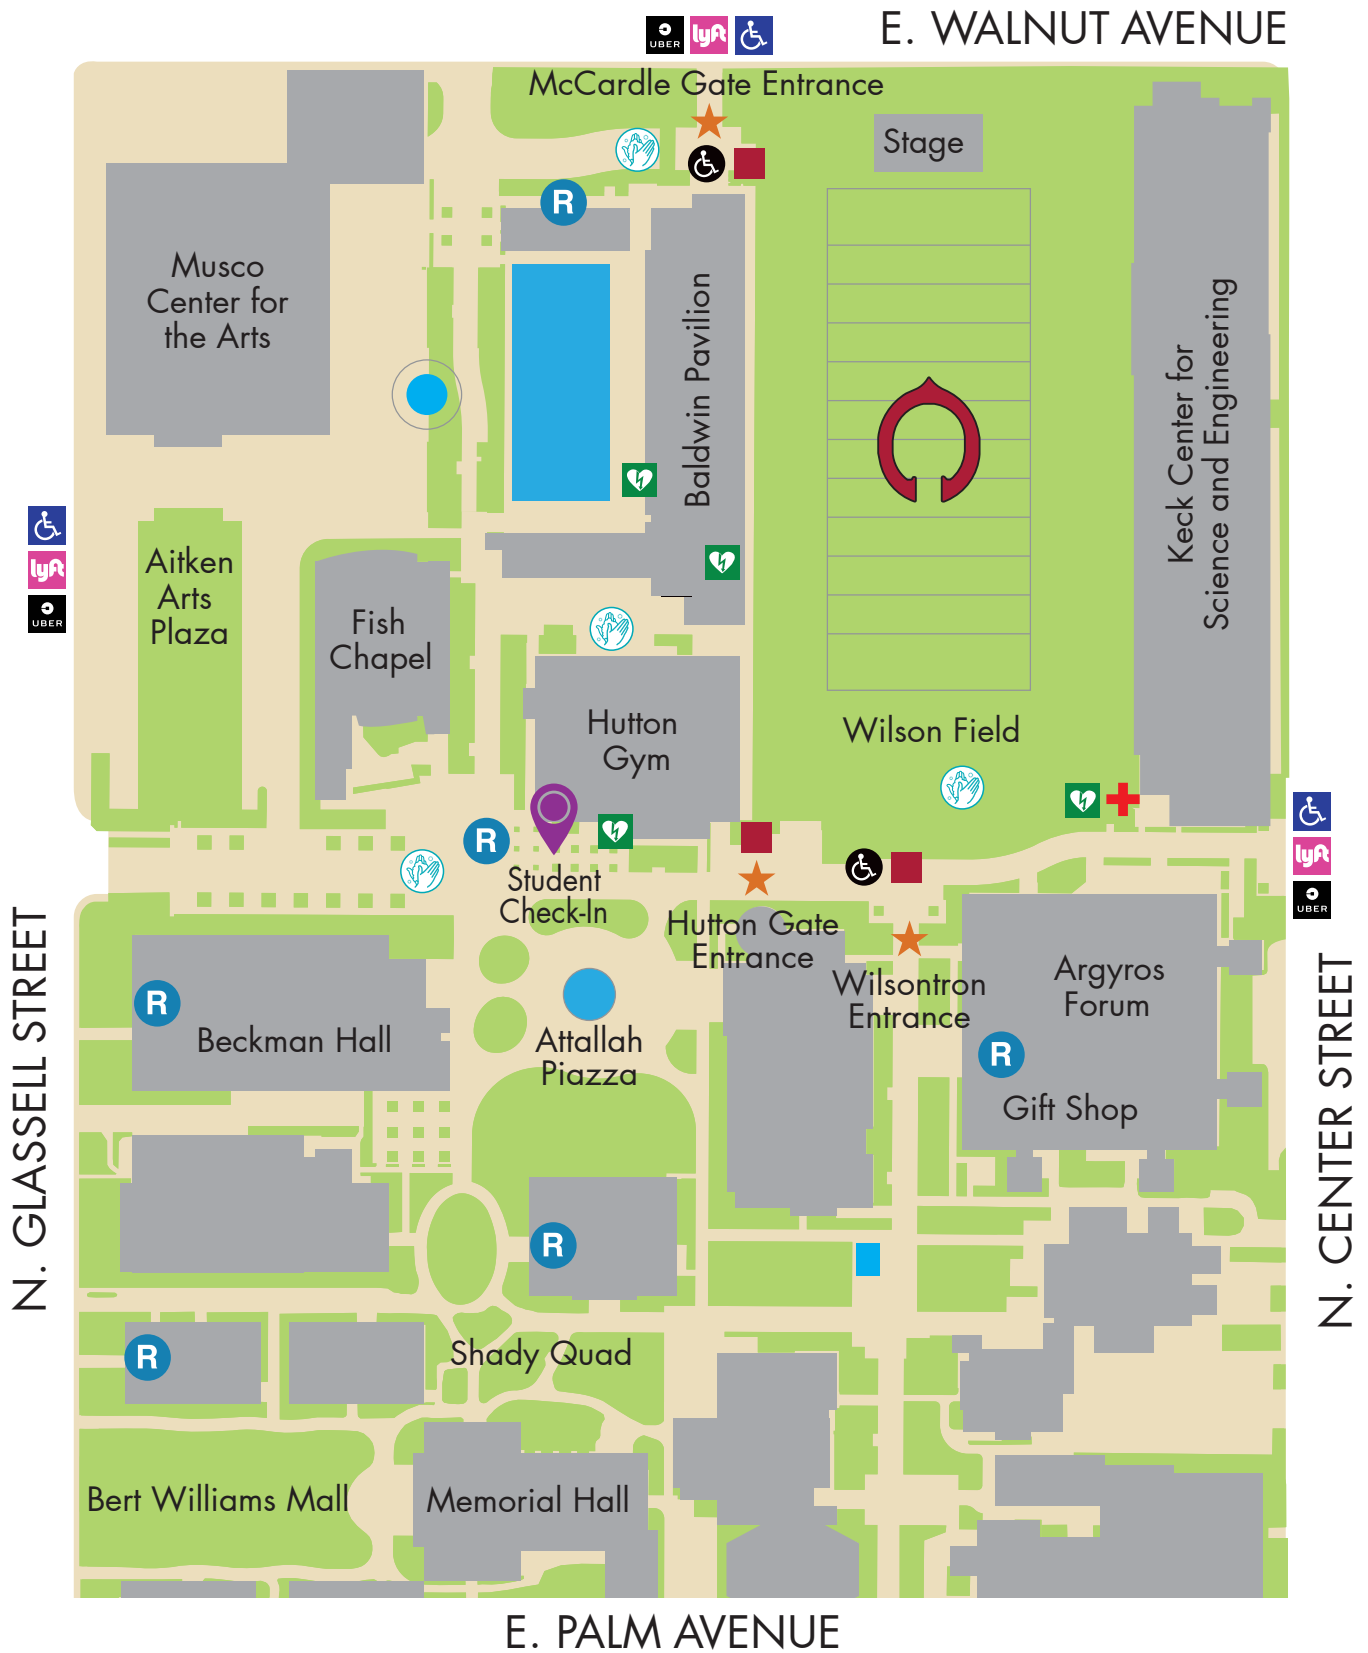 E. WALNUT AVENUE
UBER
lyft
McCardle Gate Entrance
Stage
R
Musco
Center for
the Arts
Baldwin Pavilion
Keck Center for
Science and Engineering
lyft
UBER
Aitken
Arts
Plaza
Fish
Chapel
Hutton
Gym
Wilson Field
R
Student
Check-In
lyft
UBER
Hutton Gate
Entrance
Wilsontron
Entrance
Argyros
Forum
R
Gift Shop
R
Beckman Hall
Attallah
Piazza
N. GLASSELL STREET
N. CENTER STREET
R
R
Shady Quad
Bert Williams Mall
Memorial Hall
E. PALM AVENUE